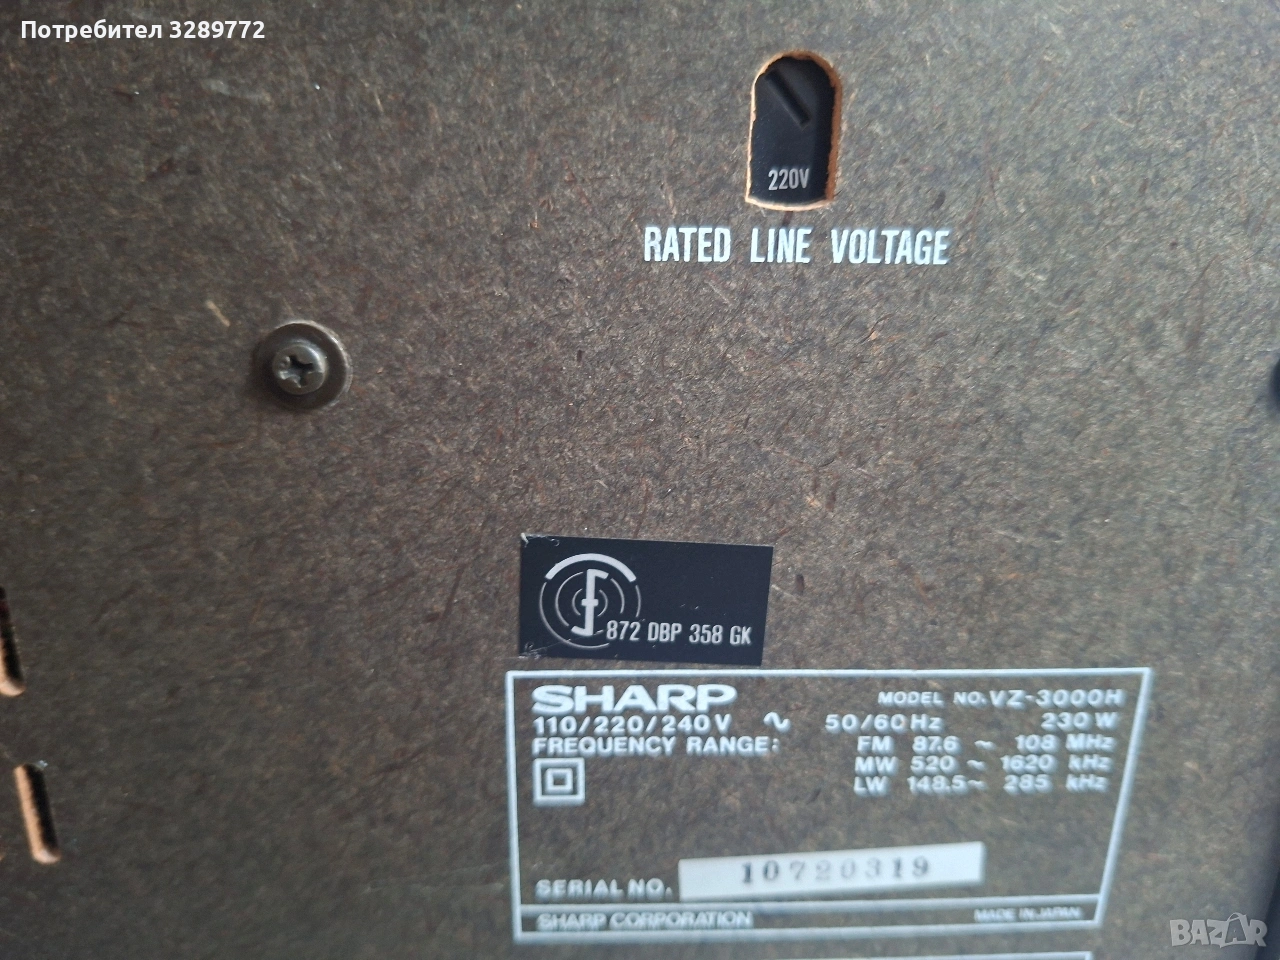 Потребител 3289772
220V
RATED LINE VOLTAGE
872 DBP 358 GK
SHARP MODEL NO. VZ-3000H
110/220/240V ∿ 50/60Hz 230W
FREQUENCY RANGE: FM 87.6 ~ 108 MHz
MW 520 ~ 1620 kHz
LW 148.5~ 285 kHz
SERIAL NO. 10720319
SHARP CORPORATION MADE IN JAPAN
BAZAR